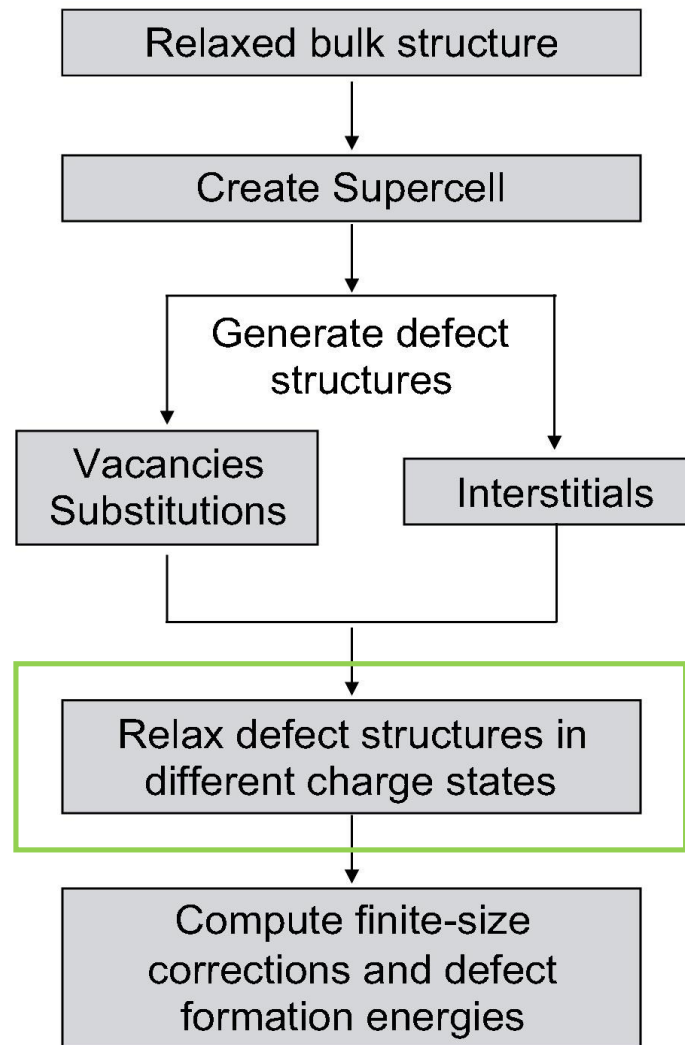 Relaxed bulk structure
Create Supercell
Generate defect
structures
Vacancies
Substitutions
Interstitials
Relax defect structures in
different charge states
Compute finite-size
corrections and defect
formation energies